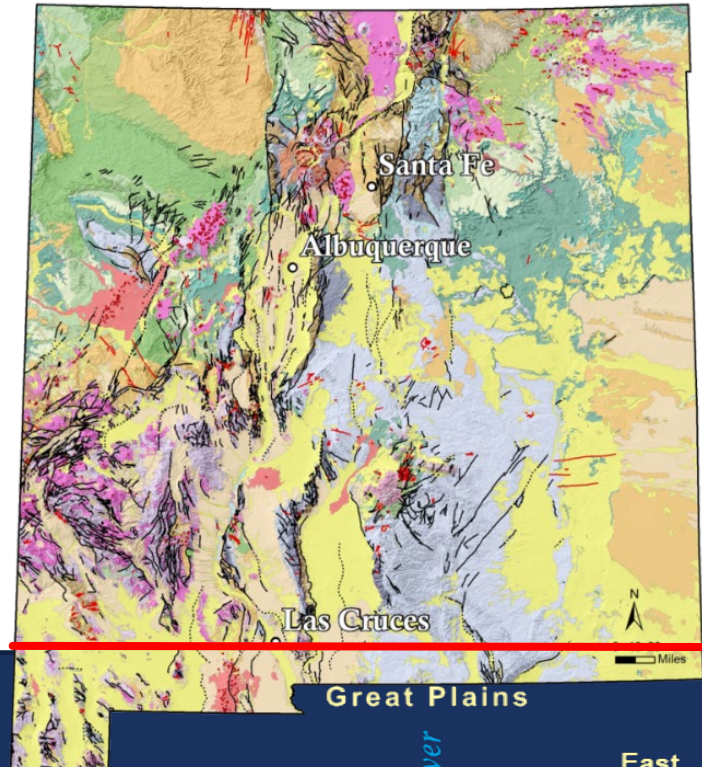 Santa Fe
Albuquerque
Las Cruces
N
Miles
Great Plains
ver
East